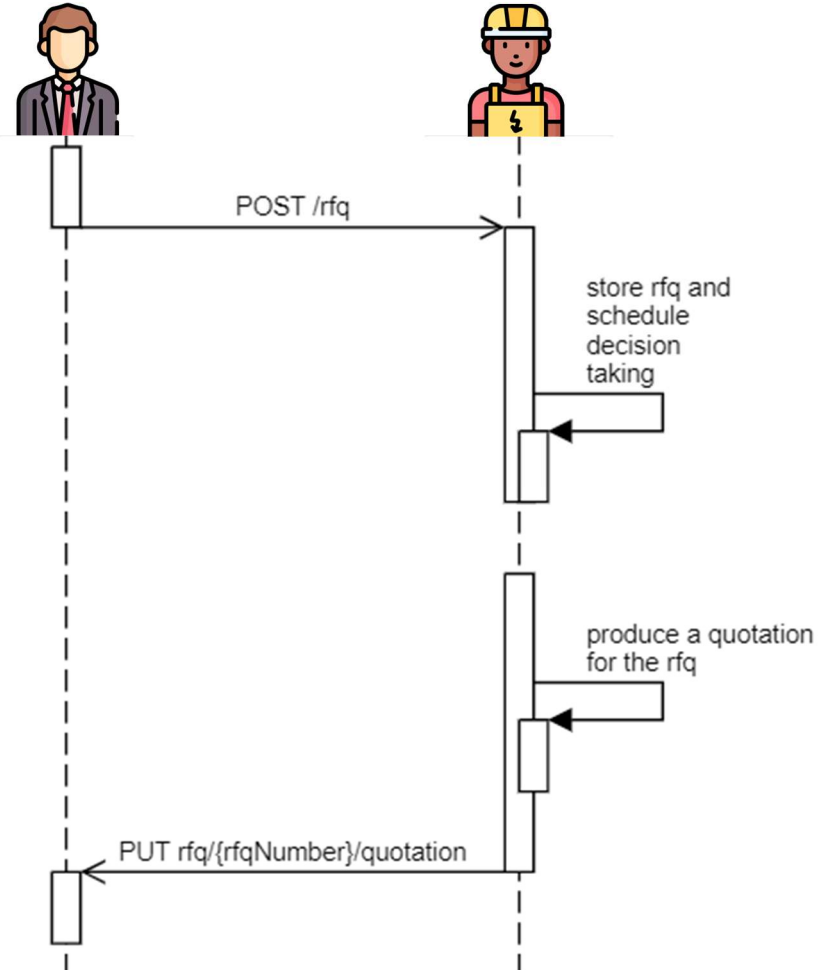 POST /rfq
store rfq and
schedule
decision
taking
produce a quotation
for the rfq
PUT rfq/{rfqNumber}/quotation